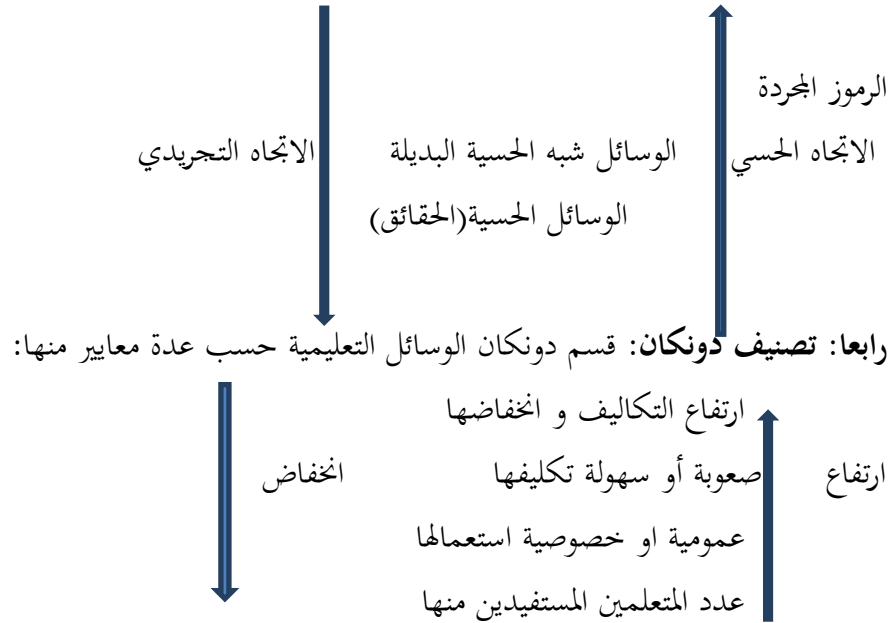 الرموز المجردة
الاتجاه الحسي الوسائل شبه الحسية البديلة الاتجاه التجريدي
الوسائل الحسية(الحقائق)
رابعا: تصنيف دونكان: قسم دونكان الوسائل التعليمية حسب عدة معايير منها:
ارتفاع التكاليف و انخفاضها
ارتفاع صعوبة أو سهولة تكليفها انخفاض
عمومية او خصوصية استعمالها
عدد المتعلمين المستفيدين منها